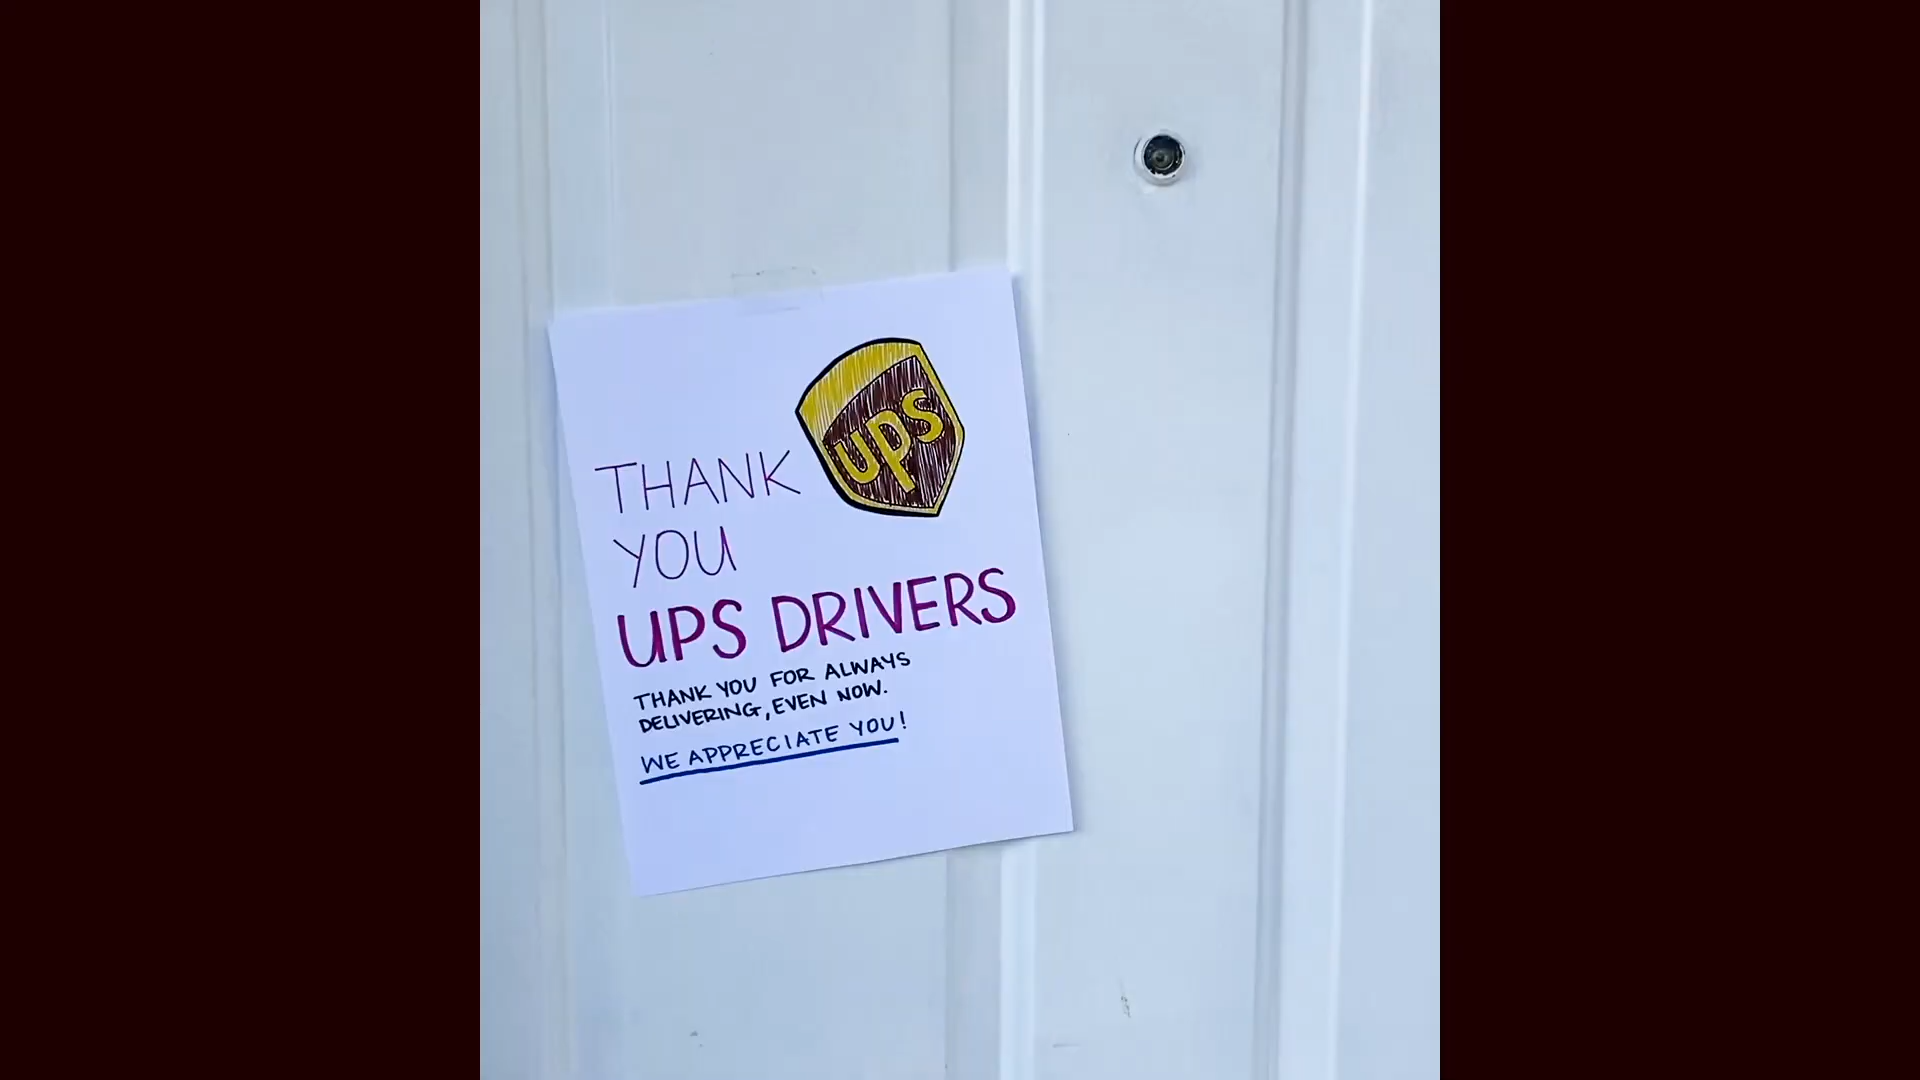 ups
THANK
YOU
UPS DRIVERS
THANK YOU FOR ALWAYS
DELIVERING, EVEN NOW.
WE APPRECIATE YOU!